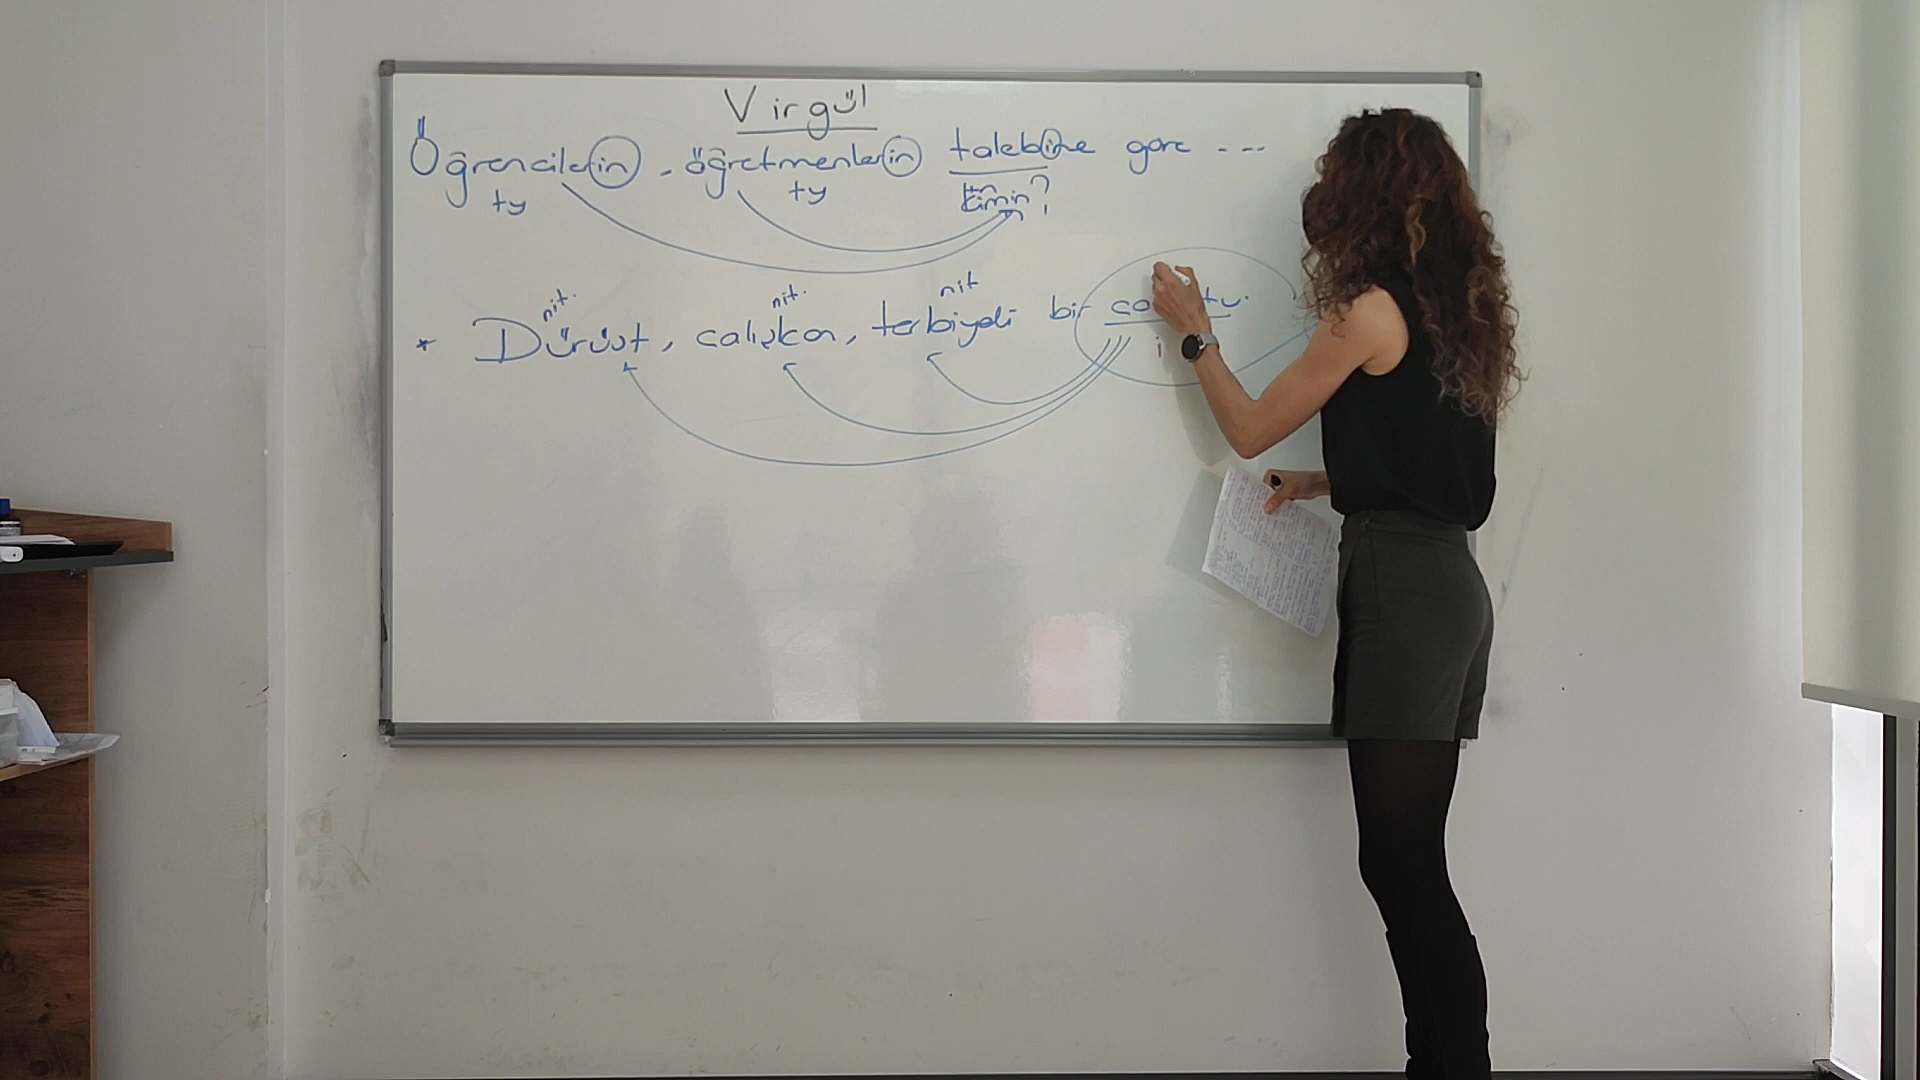 Virgül
Öğrencilerin, öğretmenlerin talebine göre ---
ty ty kimin?
nit. nit. nit
* Dürüst, çalışkan, terbiyeli bir
i